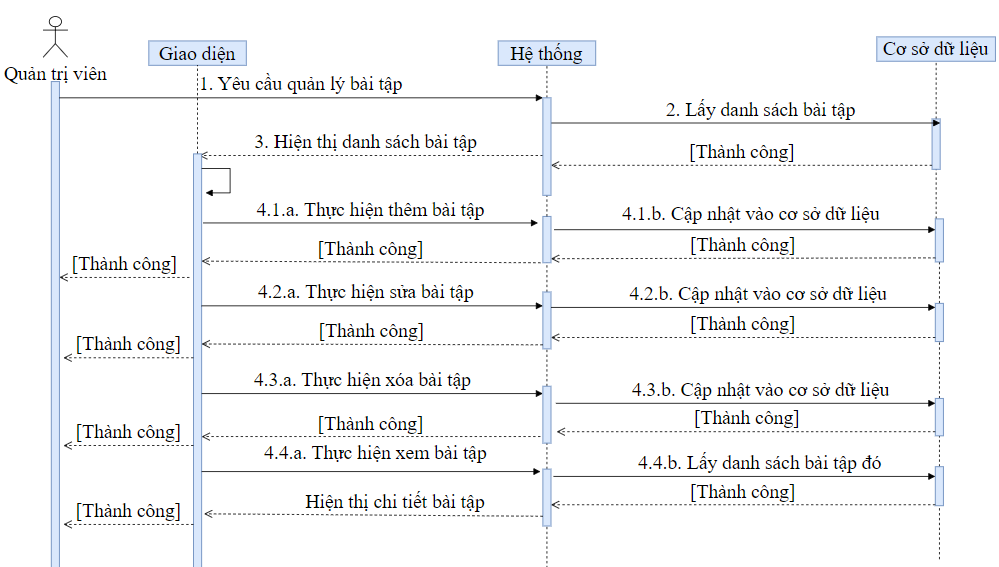 Quản trị viên
Giao diện
Hệ thống
Cơ sở dữ liệu
1. Yêu cầu quản lý bài tập
2. Lấy danh sách bài tập
3. Hiện thị danh sách bài tập
[Thành công]
4.1.a. Thực hiện thêm bài tập
4.1.b. Cập nhật vào cơ sở dữ liệu
[Thành công]
[Thành công]
[Thành công]
4.2.a. Thực hiện sửa bài tập
4.2.b. Cập nhật vào cơ sở dữ liệu
[Thành công]
[Thành công]
[Thành công]
4.3.a. Thực hiện xóa bài tập
4.3.b. Cập nhật vào cơ sở dữ liệu
[Thành công]
[Thành công]
[Thành công]
4.4.a. Thực hiện xem bài tập
4.4.b. Lấy danh sách bài tập đó
[Thành công]
Hiện thị chi tiết bài tập
[Thành công]